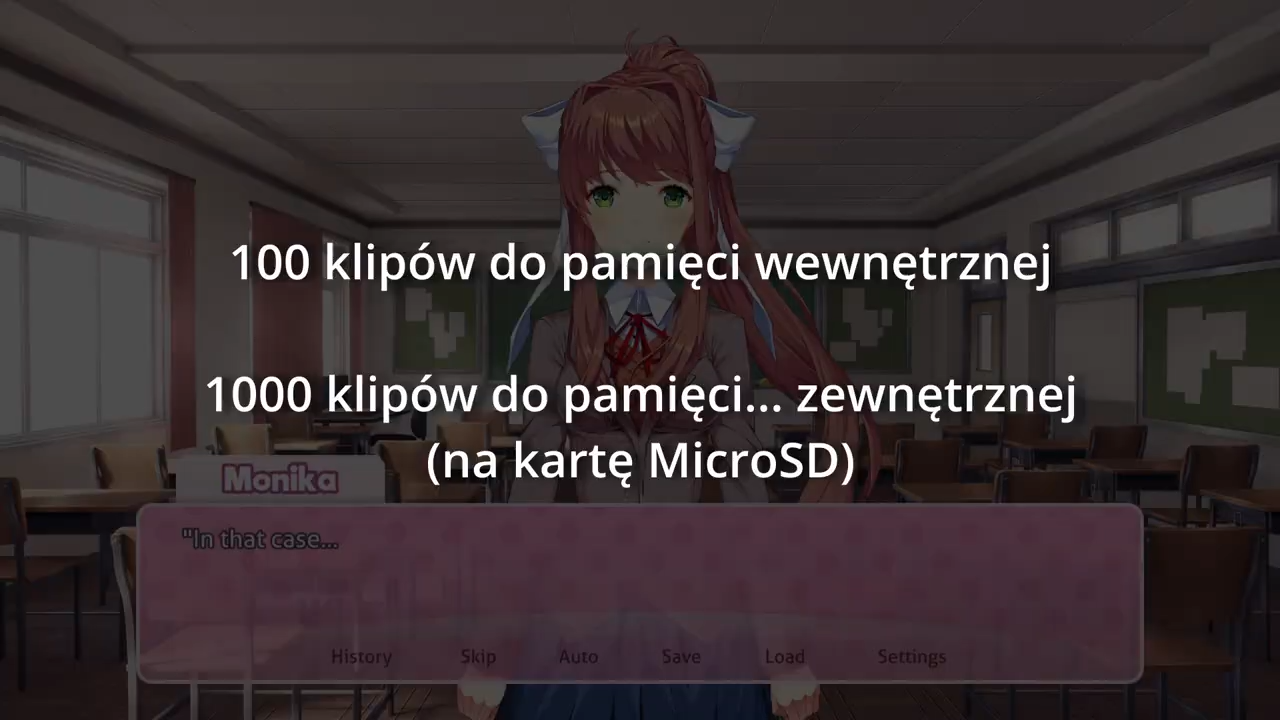 100 klipów do pamięci wewnętrznej
1000 klipów do pamięci... zewnętrznej
(na kartę MicroSD)
Monika
"In that case...
History Skip Auto Save Load Settings